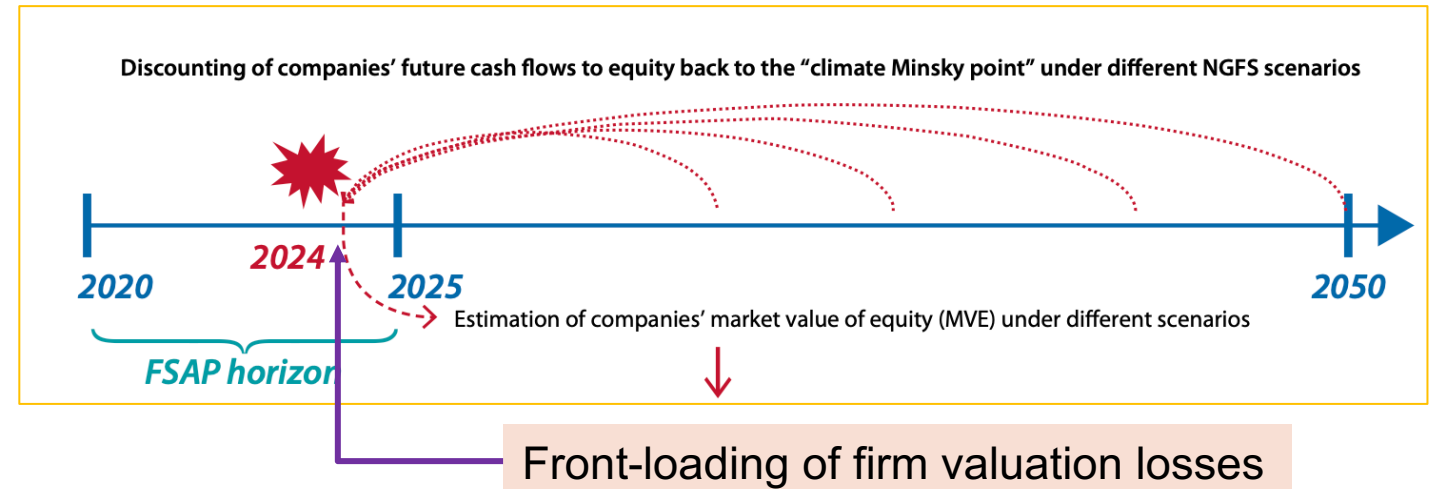 Discounting of companies’ future cash flows to equity back to the “climate Minsky point” under different NGFS scenarios
2024
2020
2025
2050
Estimation of companies’ market value of equity (MVE) under different scenarios
FSAP horizon
Front-loading of firm valuation losses